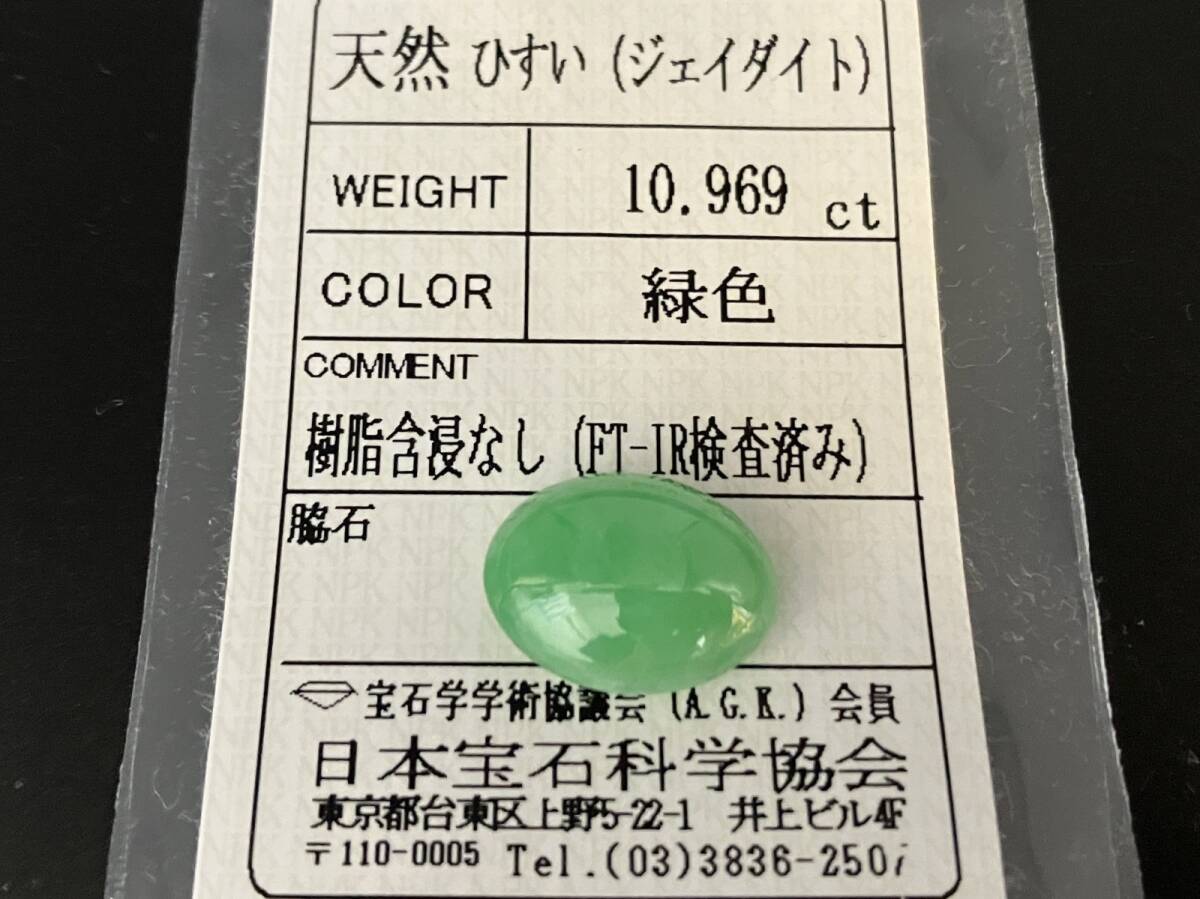 天然 ひすい (ジェイダイト)
WEIGHT 10.969 ct
COLOR 緑色
COMMENT
樹脂含浸なし (FT-IR検査済み)
脇石
宝石学学術協議会 (A.G.K.) 会員
日本宝石科学協会
東京都台東区上野5-22-1 井上ビル4F
〒110-0005 Tel.(03)3836-250